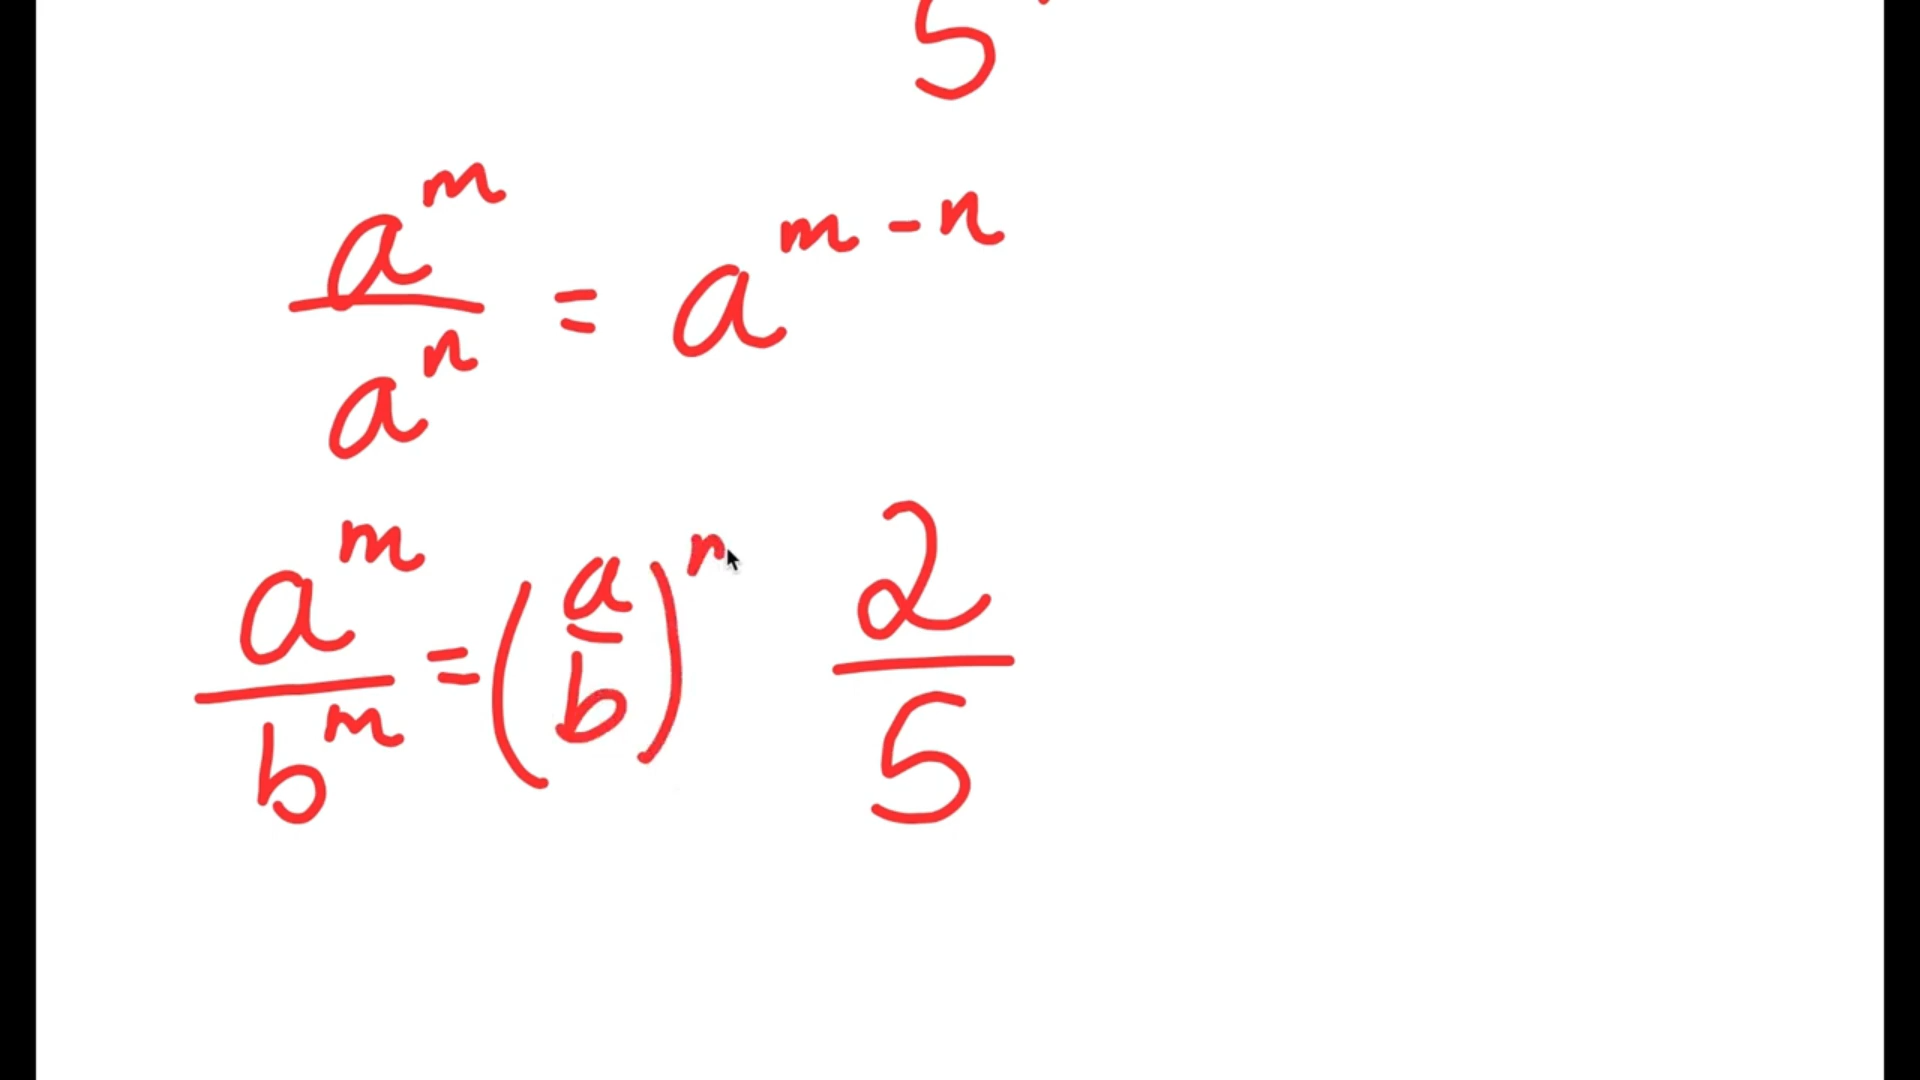 5
a^m / a^n = a^(m-n)
a^m / b^m = (a/b)^r 2/5